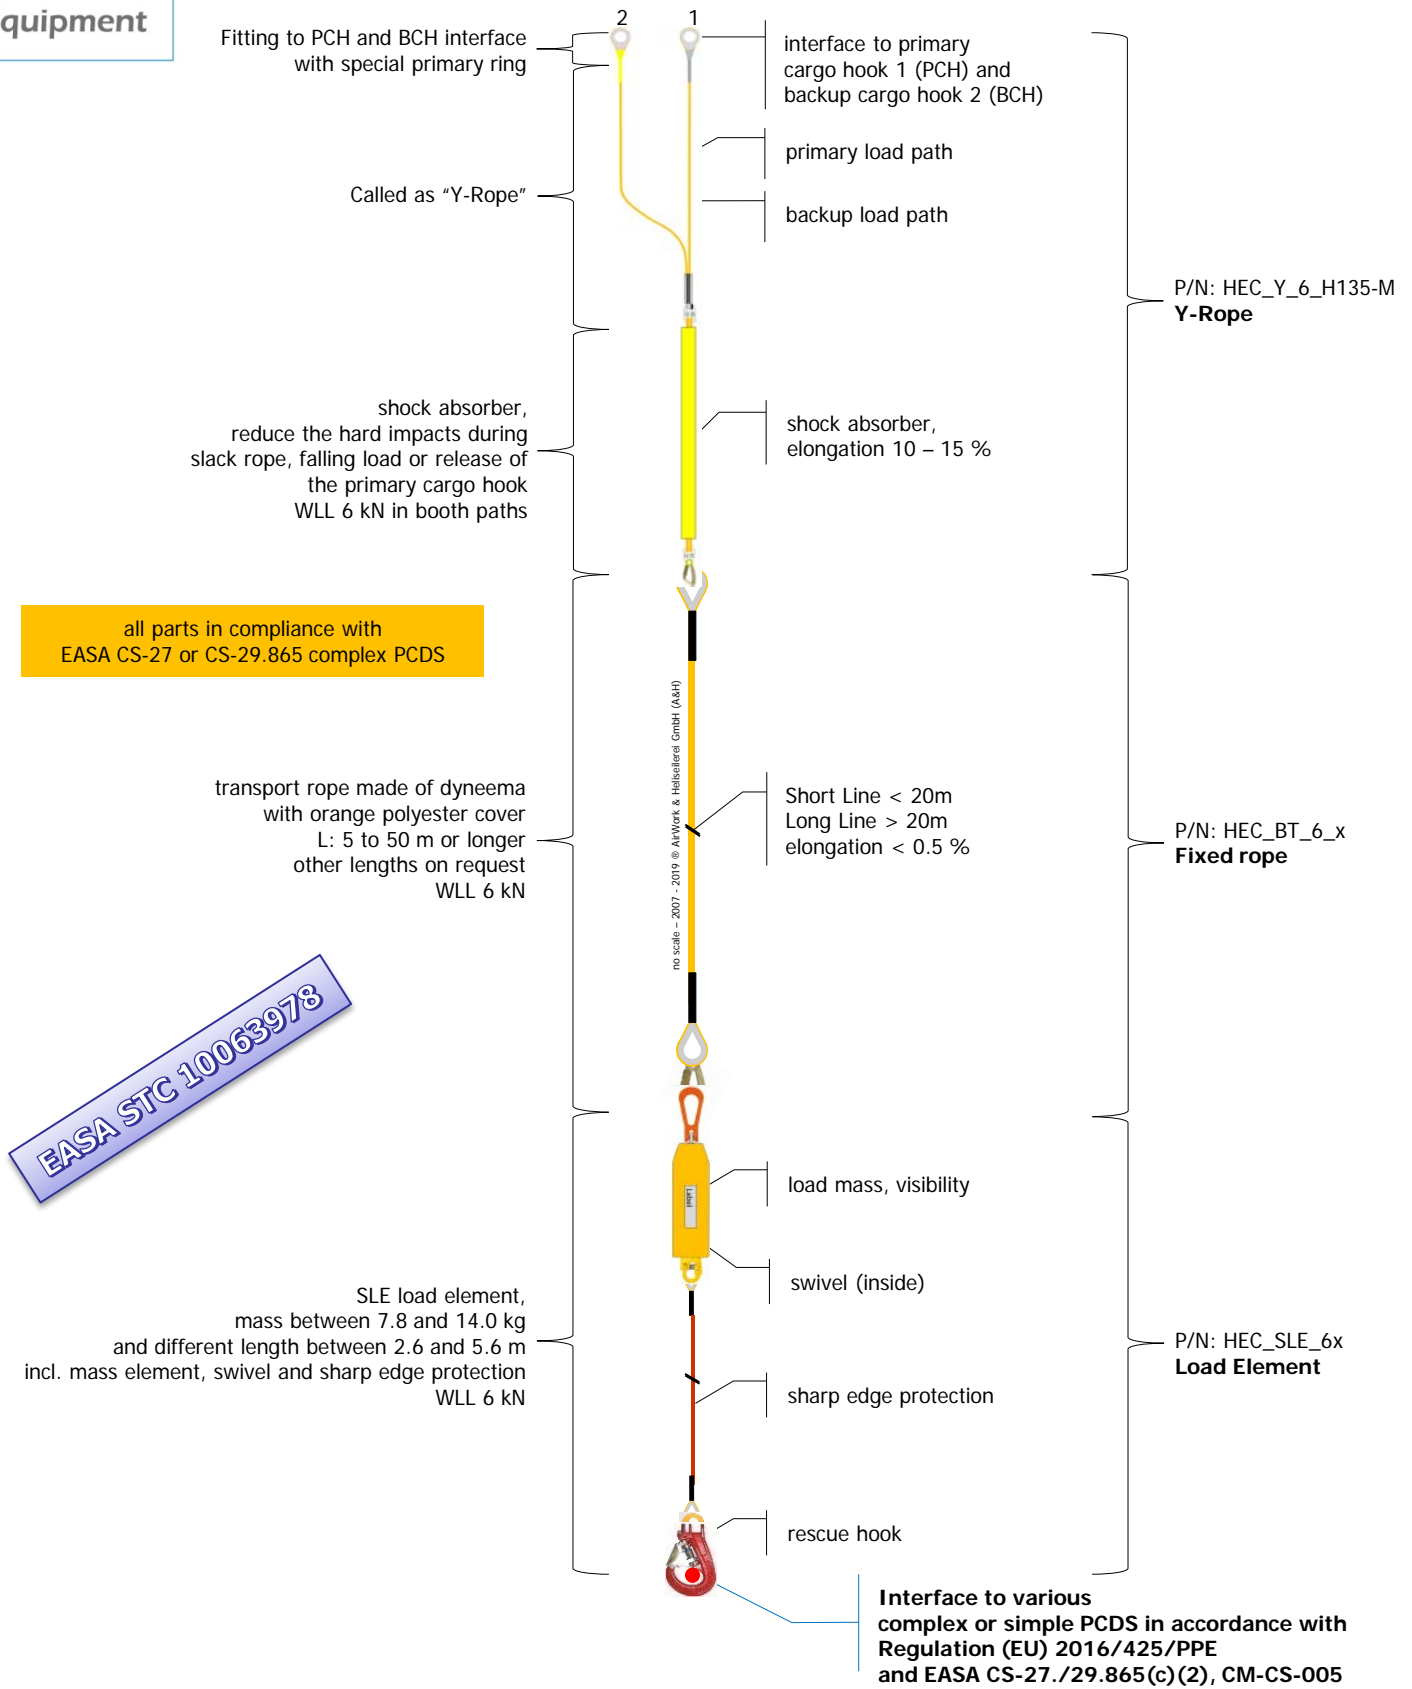 quipment
2 1
Fitting to PCH and BCH interface
with special primary ring
interface to primary
cargo hook 1 (PCH) and
backup cargo hook 2 (BCH)
primary load path
Called as “Y-Rope”
backup load path
P/N: HEC_Y_6_H135-M
Y-Rope
shock absorber,
reduce the hard impacts during
slack rope, falling load or release of
the primary cargo hook
WLL 6 kN in booth paths
shock absorber,
elongation 10 – 15 %
all parts in compliance with
EASA CS-27 or CS-29.865 complex PCDS
no scale – 2007 - 2019 ® AirWork & Heliseilerei GmbH (A&H)
transport rope made of dyneema
with orange polyester cover
L: 5 to 50 m or longer
other lengths on request
WLL 6 kN
Short Line < 20m
Long Line > 20m
elongation < 0.5 %
P/N: HEC_BT_6_x
Fixed rope
EASA STC 10063978
Label
load mass, visibility
swivel (inside)
SLE load element,
mass between 7.8 and 14.0 kg
and different length between 2.6 and 5.6 m
incl. mass element, swivel and sharp edge protection
WLL 6 kN
P/N: HEC_SLE_6x
Load Element
sharp edge protection
rescue hook
Interface to various
complex or simple PCDS in accordance with
Regulation (EU) 2016/425/PPE
and EASA CS-27./29.865(c)(2), CM-CS-005